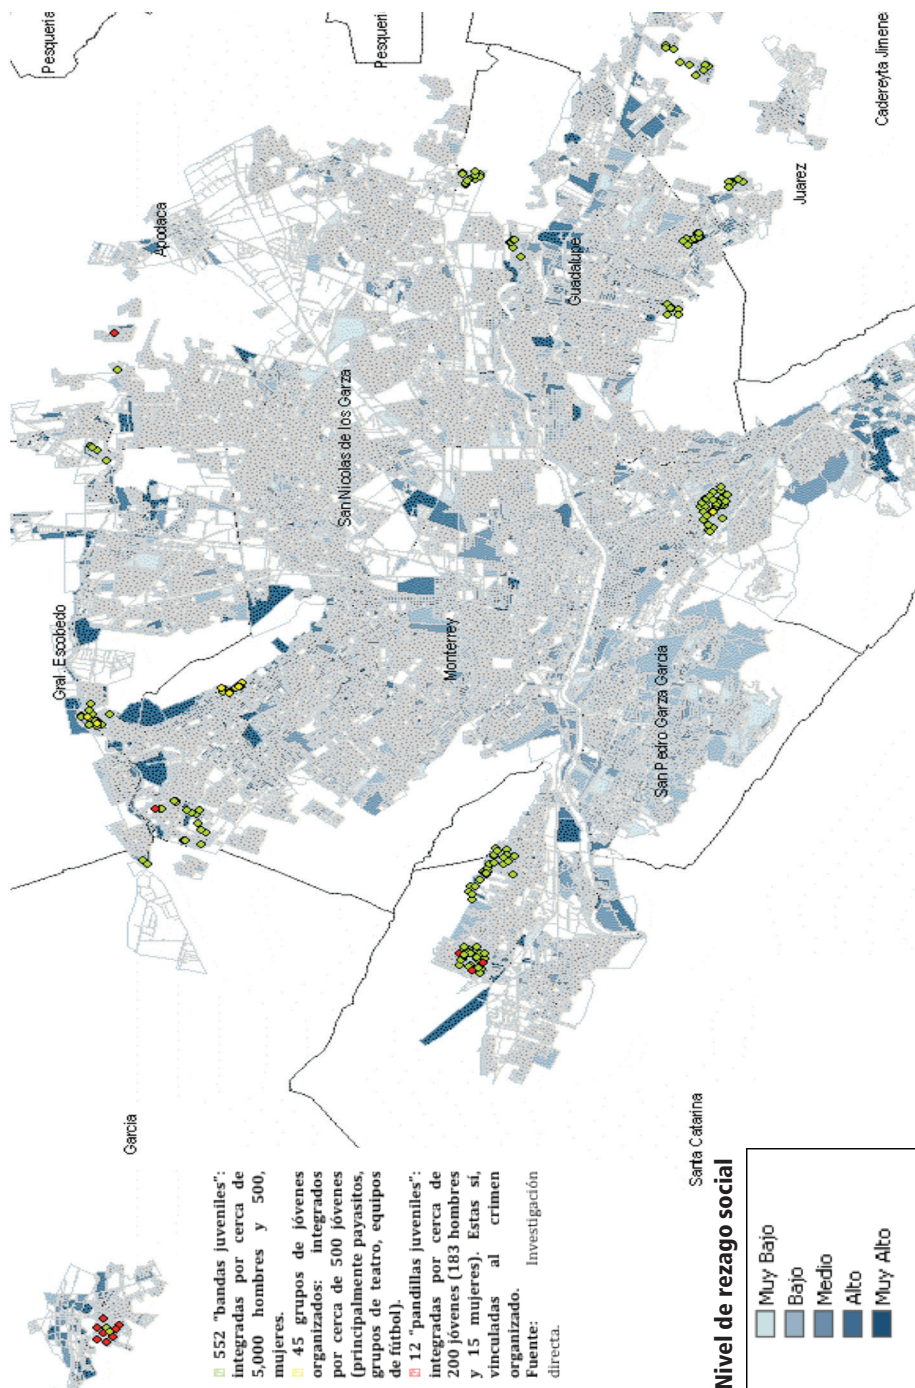 Pesqueri
Pesqueri
Cadereyta Jimene
Juarez
Apodaca
Guadalupe
San Nicolas de los Garza
Gral. Escobedo
Monterrey
San Pedro Garza Garcia
Garcia
Santa Catarina
552 "bandas juveniles":
integradas por cerca de
5,000 hombres y 500,
mujeres.
45 grupos de jóvenes
organizados: integrados
por cerca de 500 jóvenes
(principalmente payasitos,
grupos de teatro, equipos
de fútbol).
12 "pandillas juveniles":
integradas por cerca de
200 jóvenes (183 hombres
y 15 mujeres). Estas sí,
vinculadas al crimen
organizado.
Fuente: Investigación
directa.
Nivel de rezago social
Muy Bajo
Bajo
Medio
Alto
Muy Alto